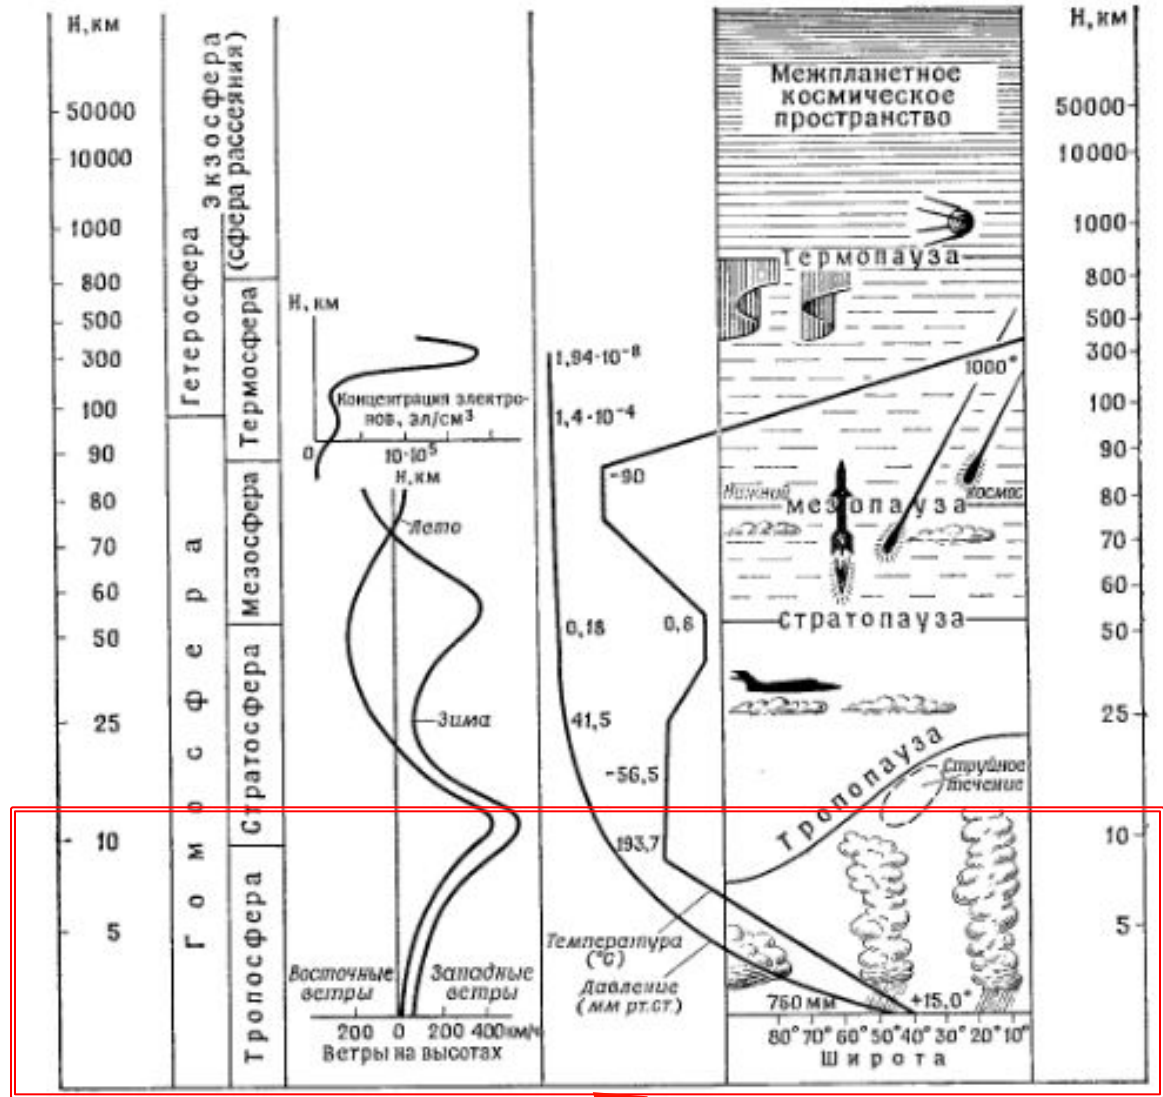 Н, км
50000
10000
1000
800
500
300
100
90
80
70
60
50
25
10
5
Гетеросфера
Гомосфера
Экзосфера
(сфера рассеяния)
Термосфера
Мезосфера
Стратосфера
Тропосфера
Н, км
Концентрация электро-
нов, эл/см³
0
10·10⁵
Н, км
Лето
Зима
Восточные
ветры
Западные
ветры
200 0 200 400 км/ч
Ветры на высотах
1,94·10⁻⁸
1,4·10⁻⁴
-90
0,18
0,8
41,5
-56,5
193,7
Температура
(°C)
Давление
(мм рт.ст)
760 мм
+15,0°
Межпланетное
космическое
пространство
Термопауза
1000°
Нижний
космос
мезопауза
стратопауза
Тропопауза
Струйное
течение
80° 70° 60° 50° 40° 30° 20° 10°
Широта
Н, км
50000
10000
1000
800
500
300
100
90
80
70
60
50
25
10
5